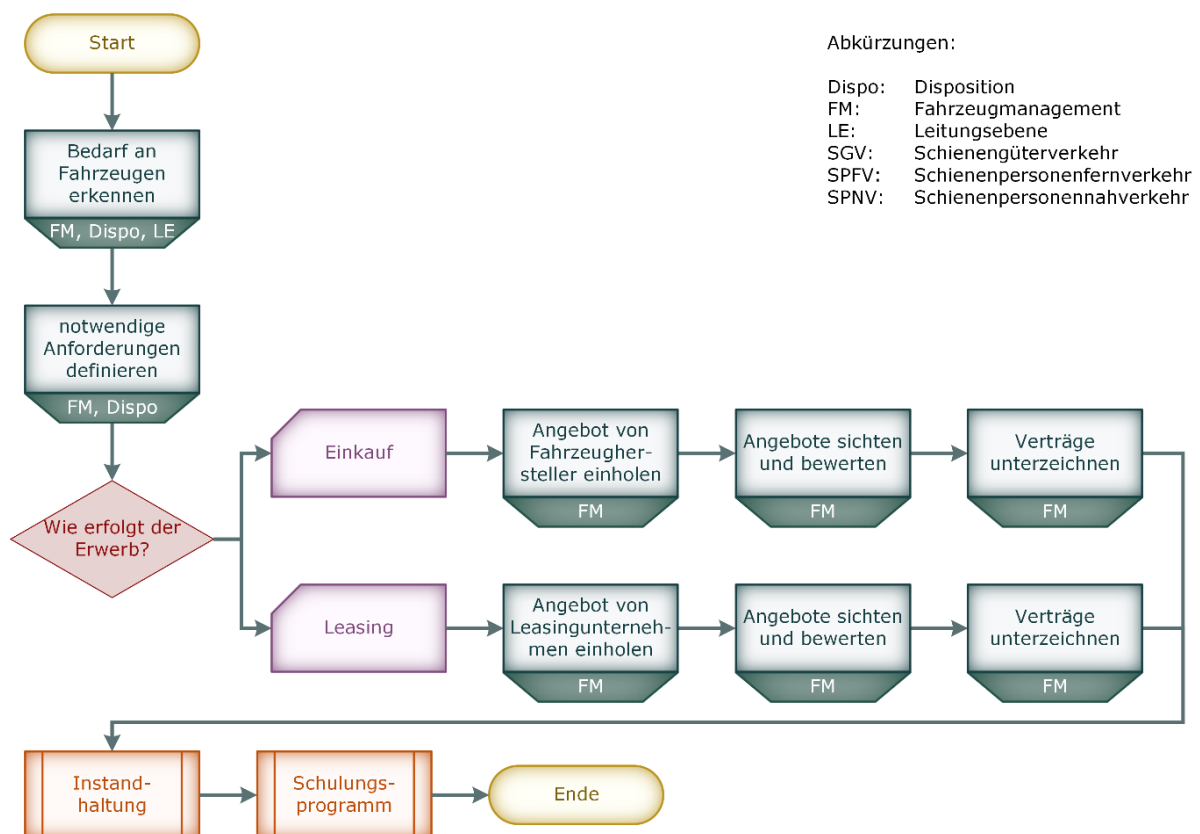 Start
Abkürzungen:
Dispo: Disposition
FM: Fahrzeugmanagement
LE: Leitungsebene
SGV: Schienengüterverkehr
SPFV: Schienenpersonenfernverkehr
SPNV: Schienenpersonennahverkehr
Bedarf an
Fahrzeugen
erkennen
FM, Dispo, LE
notwendige
Anforderungen
definieren
FM, Dispo
Wie erfolgt der
Erwerb?
Einkauf
Angebot von
Fahrzeugher-
steller einholen
FM
Angebote sichten
und bewerten
FM
Verträge
unterzeichnen
FM
Leasing
Angebot von
Leasingunterneh-
men einholen
FM
Angebote sichten
und bewerten
FM
Verträge
unterzeichnen
FM
Instand-
haltung
Schulungs-
programm
Ende